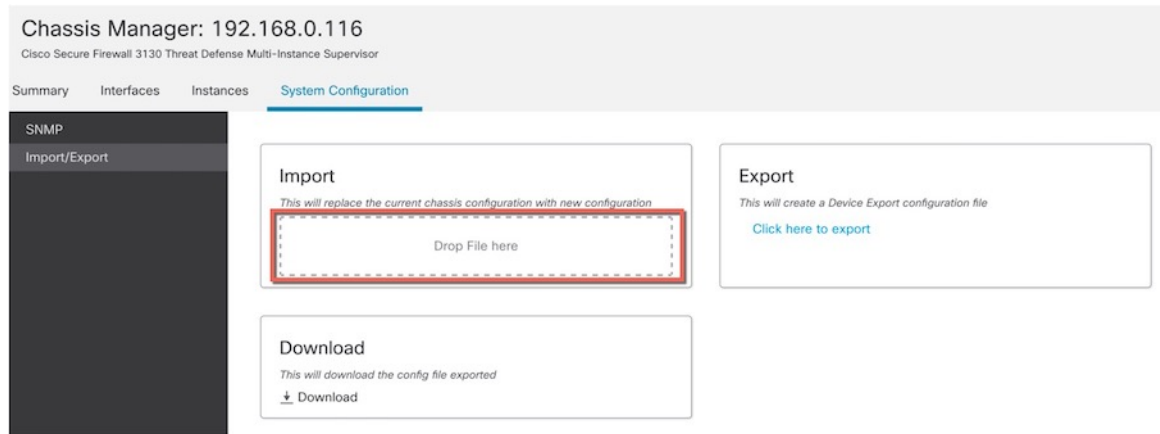 Chassis Manager: 192.168.0.116
Cisco Secure Firewall 3130 Threat Defense Multi-Instance Supervisor
Summary Interfaces Instances System Configuration
SNMP
Import/Export
Import
This will replace the current chassis configuration with new configuration
Drop File here
Export
This will create a Device Export configuration file
Click here to export
Download
This will download the config file exported
Download